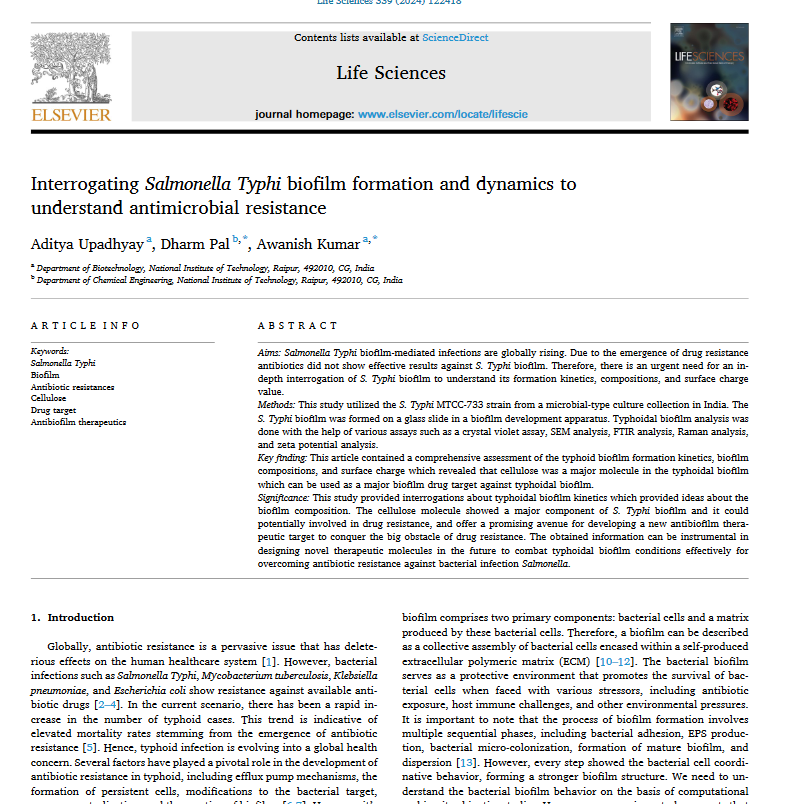 Life Sciences 339 (2024) 122418
Contents lists available at ScienceDirect
Life Sciences
journal homepage: www.elsevier.com/locate/lifescie
ELSEVIER
LIFESCIENCES
Interrogating Salmonella Typhi biofilm formation and dynamics to
understand antimicrobial resistance
Aditya Upadhyay a, Dharm Pal b,*, Awanish Kumar a,*
a Department of Biotechnology, National Institute of Technology, Raipur, 492010, CG, India
b Department of Chemical Engineering, National Institute of Technology, Raipur, 492010, CG, India
ARTICLE INFO
Keywords:
Salmonella Typhi
Biofilm
Antibiotic resistances
Cellulose
Drug target
Antibiofilm therapeutics
ABSTRACT
Aims: Salmonella Typhi biofilm-mediated infections are globally rising. Due to the emergence of drug resistance
antibiotics did not show effective results against S. Typhi biofilm. Therefore, there is an urgent need for an in-
depth interrogation of S. Typhi biofilm to understand its formation kinetics, compositions, and surface charge
value.
Methods: This study utilized the S. Typhi MTCC-733 strain from a microbial-type culture collection in India. The
S. Typhi biofilm was formed on a glass slide in a biofilm development apparatus. Typhoidal biofilm analysis was
done with the help of various assays such as a crystal violet assay, SEM analysis, FTIR analysis, Raman analysis,
and zeta potential analysis.
Key finding: This article contained a comprehensive assessment of the typhoid biofilm formation kinetics, biofilm
compositions, and surface charge which revealed that cellulose was a major molecule in the typhoidal biofilm
which can be used as a major biofilm drug target against typhoidal biofilm.
Significance: This study provided interrogations about typhoidal biofilm kinetics which provided ideas about the
biofilm composition. The cellulose molecule showed a major component of S. Typhi biofilm and it could
potentially involved in drug resistance, and offer a promising avenue for developing a new antibiofilm thera-
peutic target to conquer the big obstacle of drug resistance. The obtained information can be instrumental in
designing novel therapeutic molecules in the future to combat typhoidal biofilm conditions effectively for
overcoming antibiotic resistance against bacterial infection Salmonella.
1. Introduction
Globally, antibiotic resistance is a pervasive issue that has delete-
rious effects on the human healthcare system [1]. However, bacterial
infections such as Salmonella Typhi, Mycobacterium tuberculosis, Klebsiella
pneumoniae, and Escherichia coli show resistance against available anti-
biotic drugs [2–4]. In the current scenario, there has been a rapid in-
crease in the number of typhoid cases. This trend is indicative of
elevated mortality rates stemming from the emergence of antibiotic
resistance [5]. Hence, typhoid infection is evolving into a global health
concern. Several factors have played a pivotal role in the development of
antibiotic resistance in typhoid, including efflux pump mechanisms, the
formation of persistent cells, modifications to the bacterial target,
biofilm comprises two primary components: bacterial cells and a matrix
produced by these bacterial cells. Therefore, a biofilm can be described
as a collective assembly of bacterial cells encased within a self-produced
extracellular polymeric matrix (ECM) [10–12]. The bacterial biofilm
serves as a protective environment that promotes the survival of bac-
terial cells when faced with various stressors, including antibiotic
exposure, host immune challenges, and other environmental pressures.
It is important to note that the process of biofilm formation involves
multiple sequential phases, including bacterial adhesion, EPS produc-
tion, bacterial micro-colonization, formation of mature biofilm, and
dispersion [13]. However, every step showed the bacterial cell coordi-
native behavior, forming a stronger biofilm structure. We need to un-
derstand the bacterial biofilm behavior on the basis of computational